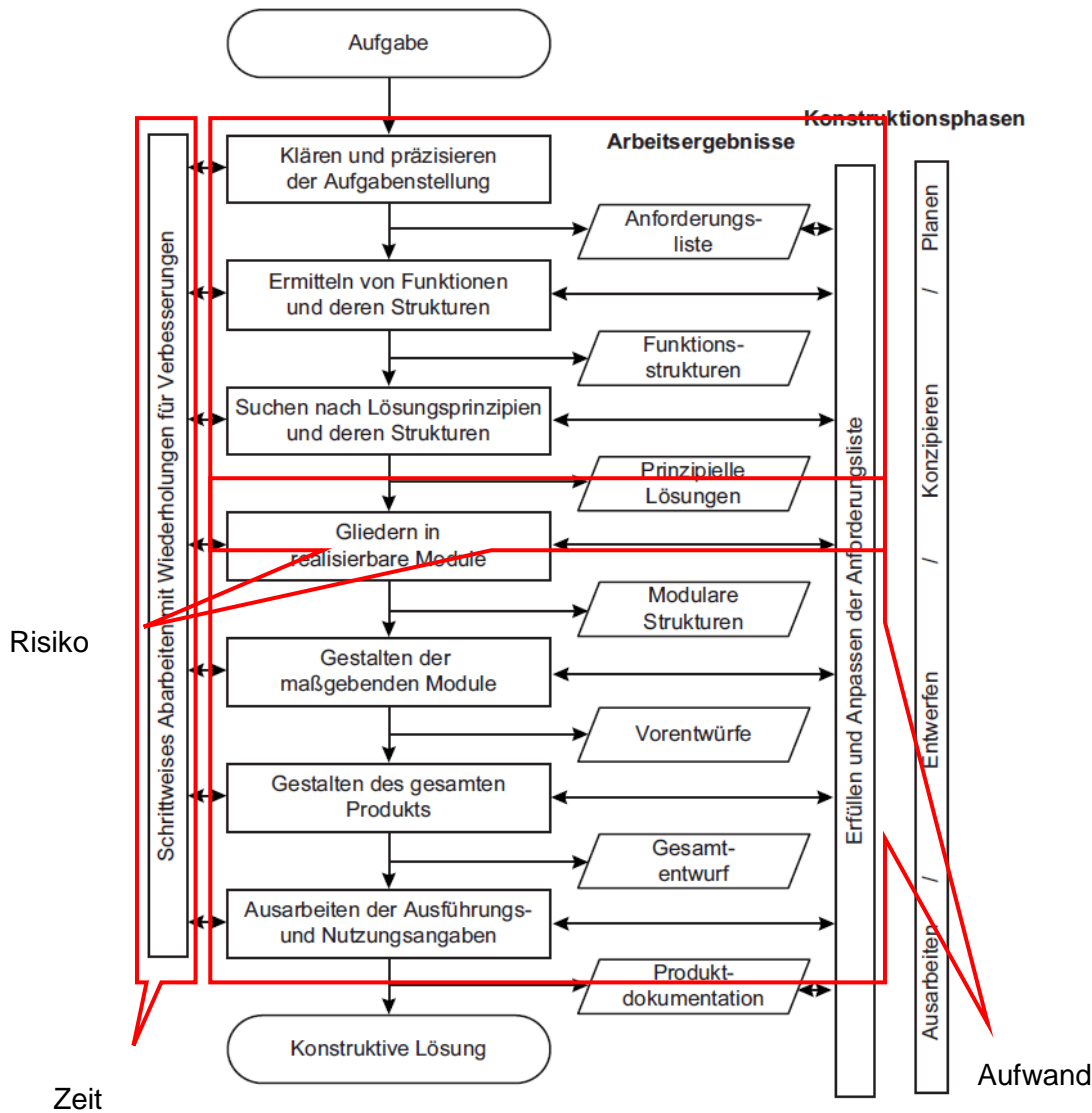 Aufgabe
Konstruktionsphasen
Arbeitsergebnisse
Klären und präzisieren
der Aufgabenstellung
Anforderungs-
liste
Ermitteln von Funktionen
und deren Strukturen
Funktions-
strukturen
Suchen nach Lösungsprinzipien
und deren Strukturen
Prinzipielle
Lösungen
Gliedern in
realisierbare Module
Modulare
Strukturen
Gestalten der
maßgebenden Module
Vorentwürfe
Gestalten des gesamten
Produkts
Gesamt-
entwurf
Ausarbeiten der Ausführungs-
und Nutzungsangaben
Produkt-
dokumentation
Konstruktive Lösung
Schrittweises Abarbeiten mit Wiederholungen für Verbesserungen
Erfüllen und Anpassen der Anforderungsliste
Ausarbeiten / Entwerfen / Konzipieren / Planen
Risiko
Zeit
Aufwand